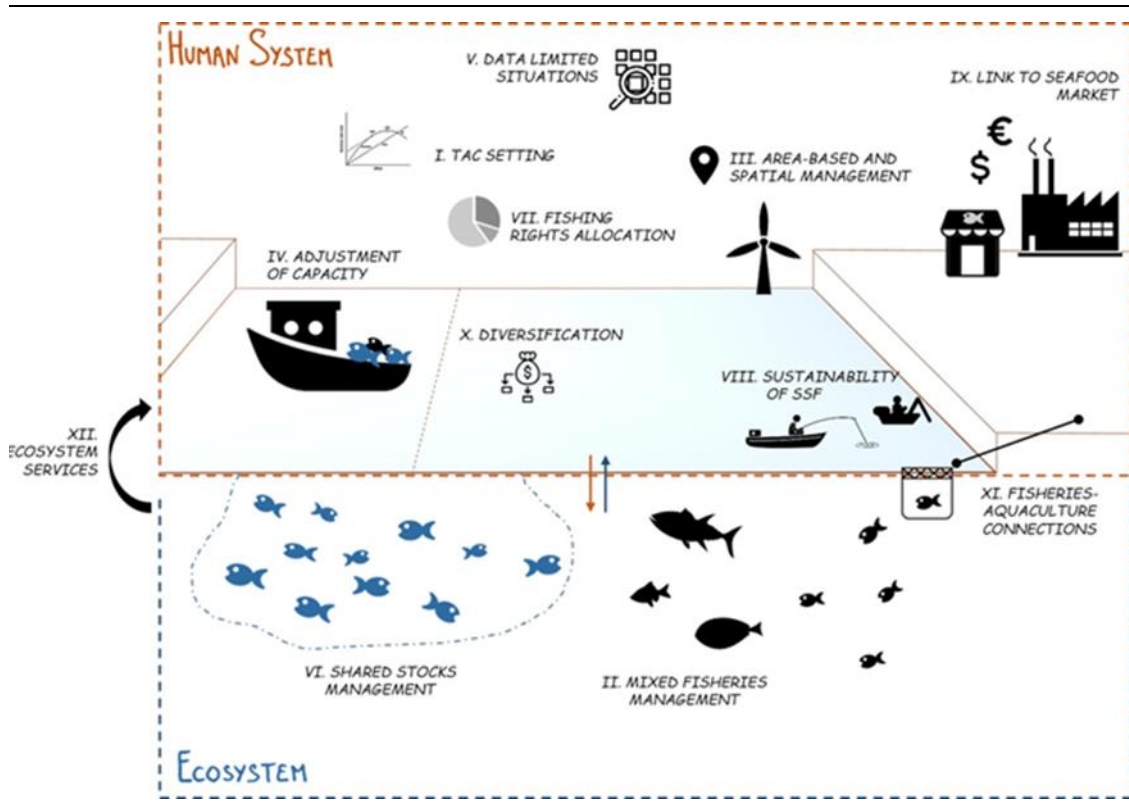 HUMAN SYSTEM
V. DATA LIMITED
SITUATIONS
IX. LINK TO SEAFOOD
MARKET
€
$
I. TAC SETTING
III. AREA-BASED AND
SPATIAL MANAGEMENT
VII. FISHING
RIGHTS ALLOCATION
IV. ADJUSTMENT
OF CAPACITY
X. DIVERSIFICATION
$
VIII. SUSTAINABILITY
OF SSF
XII.
ECOSYSTEM
SERVICES
XI. FISHERIES-
AQUACULTURE
CONNECTIONS
VI. SHARED STOCKS
MANAGEMENT
II. MIXED FISHERIES
MANAGEMENT
ECOSYSTEM